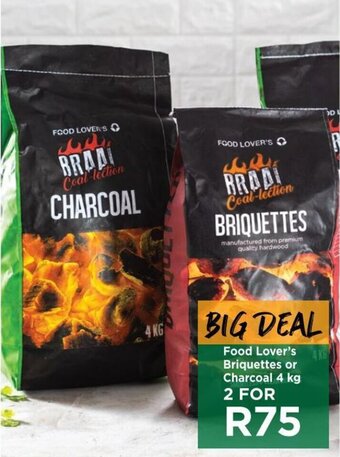 FOOD LOVER'S
BRAAI
Coal-lection
CHARCOAL
4 KG
FOOD LOVER'S
BRAAI
Coal-lection
BRIQUETTES
manufactured from premium
quality hardwood
BIG DEAL
Food Lover's
Briquettes or
Charcoal 4 kg
2 FOR
R75